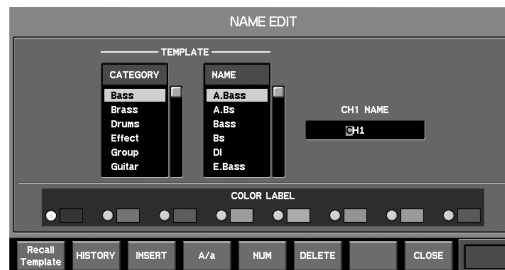 NAME EDIT
TEMPLATE
CATEGORY
Bass
Brass
Drums
Effect
Group
Guitar
NAME
A.Bass
A.Bs
Bass
Bs
DI
E.Bass
CH1 NAME
CH1
COLOR LABEL
Recall Template
HISTORY
INSERT
A/a
NUM
DELETE
CLOSE